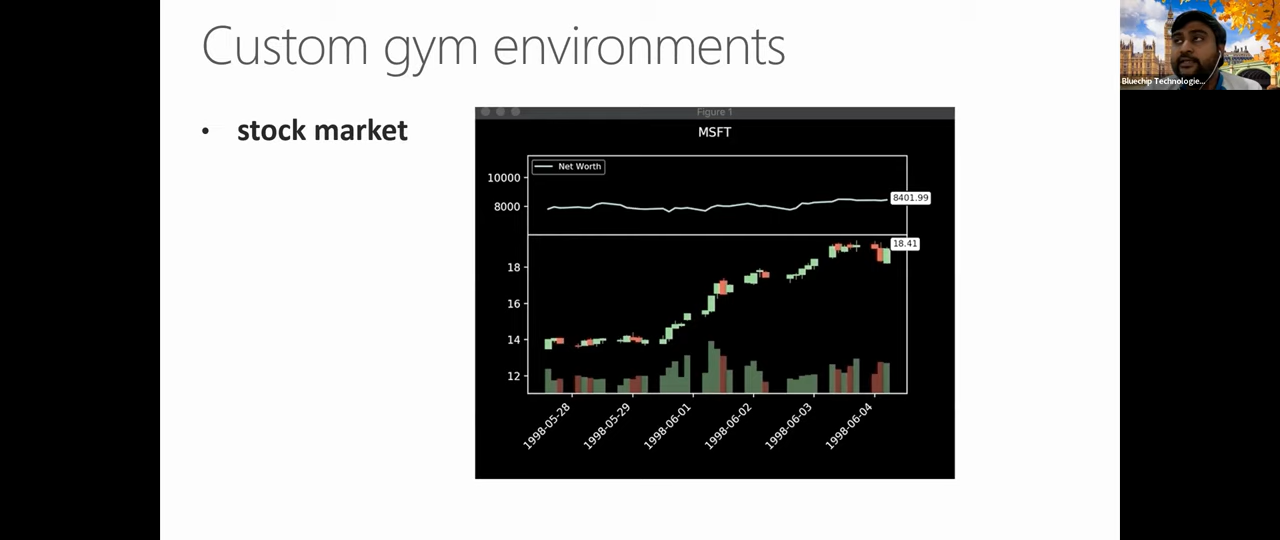 Custom gym environments
Bluechip Technologie...
• stock market
Figure 1
MSFT
Net Worth
10000
8000
8401.99
18.41
18
16
14
12
1998-05-28
1998-05-29
1998-06-01
1998-06-02
1998-06-03
1998-06-04